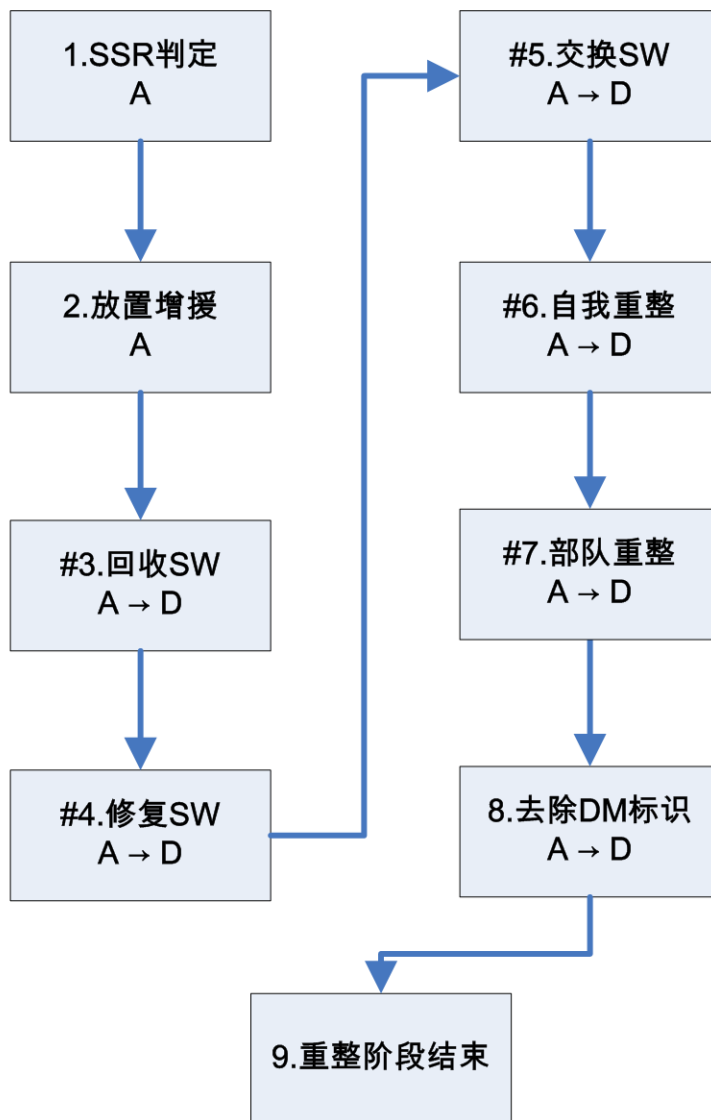 1.SSR判定
A
2.放置增援
A
#3.回收SW
A → D
#4.修复SW
A → D
#5.交换SW
A → D
#6.自我重整
A → D
#7.部队重整
A → D
8.去除DM标识
A → D
9.重整阶段结束